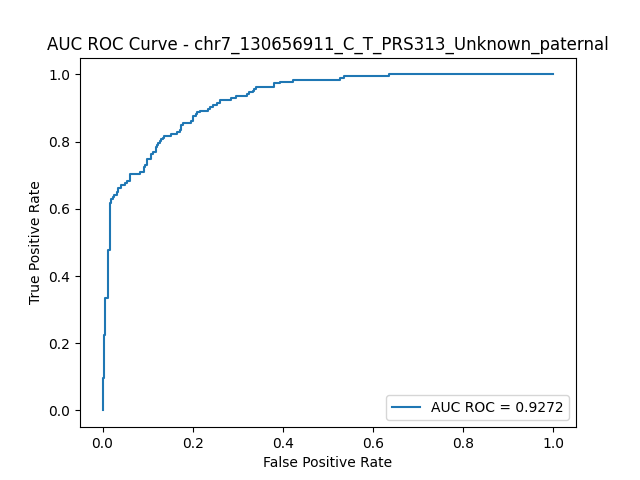 AUC ROC Curve - chr7_130656911_C_T_PRS313_Unknown_paternal
1.0
0.8
0.6
0.4
0.2
0.0
True Positive Rate
AUC ROC = 0.9272
0.0 0.2 0.4 0.6 0.8 1.0
False Positive Rate